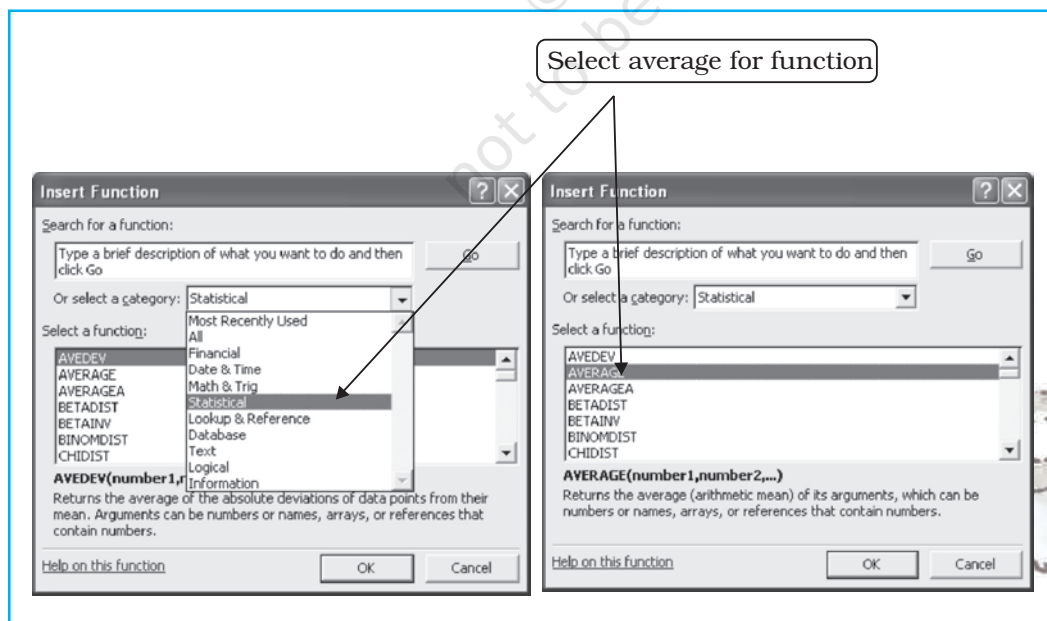 not to be
Select average for function
Insert Function
Search for a function:
Type a brief description of what you want to do and then
click Go
Go
Or select a category: Statistical
Most Recently Used
All
Financial
Date & Time
Math & Trig
Statistical
Lookup & Reference
Database
Text
Logical
Information
Select a function:
AVEDEV
AVERAGE
AVERAGEA
BETADIST
BETAINV
BINOMDIST
CHIDIST
AVEDEV(number1,
Returns the average of the absolute deviations of data points from their
mean. Arguments can be numbers or names, arrays, or references that
contain numbers.
Help on this function
OK
Cancel
Insert Function
Search for a function:
Type a brief description of what you want to do and then
click Go
Go
Or select a category: Statistical
Select a function:
AVEDEV
AVERAGE
AVERAGEA
BETADIST
BETAINV
BINOMDIST
CHIDIST
AVERAGE(number1,number2,...)
Returns the average (arithmetic mean) of its arguments, which can be
numbers or names, arrays, or references that contain numbers.
Help on this function
OK
Cancel